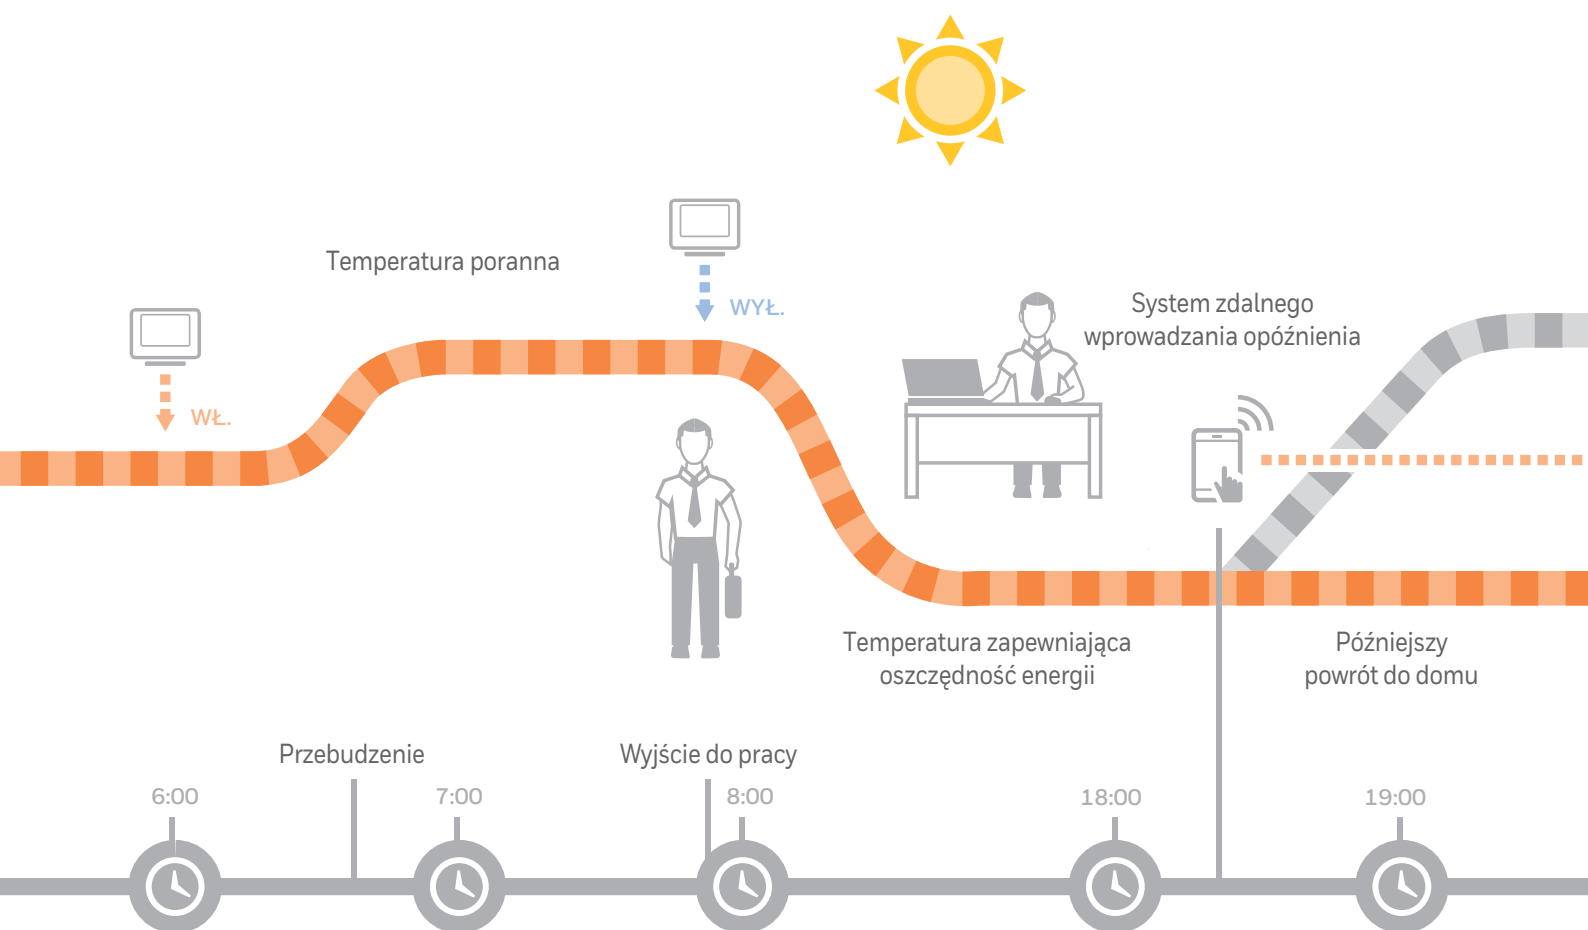 Temperatura poranna
WYŁ.
System zdalnego
wprowadzania opóźnienia
WŁ.
Temperatura zapewniająca
oszczędność energii
Późniejszy
powrót do domu
Przebudzenie
Wyjście do pracy
6:00
7:00
8:00
18:00
19:00